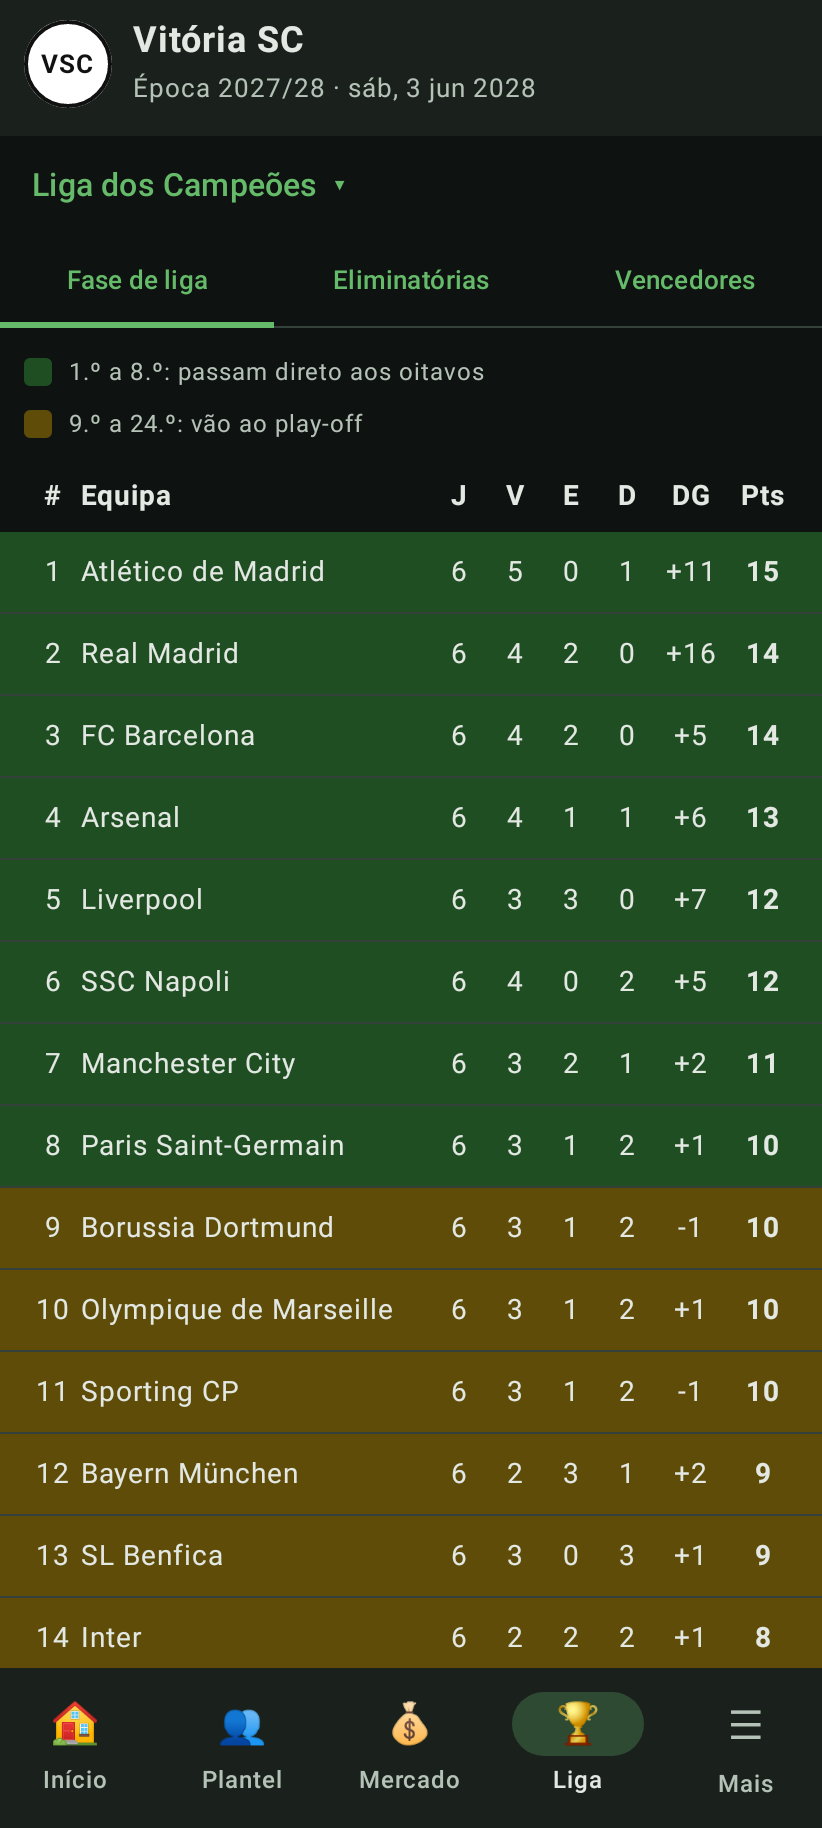 VSC
Vitória SC
Época 2027/28 · sáb, 3 jun 2028
Liga dos Campeões ▼
Fase de liga Eliminatórias Vencedores
1.º a 8.º: passam direto aos oitavos
9.º a 24.º: vão ao play-off
# Equipa J V E D DG Pts
1 Atlético de Madrid 6 5 0 1 +11 15
2 Real Madrid 6 4 2 0 +16 14
3 FC Barcelona 6 4 2 0 +5 14
4 Arsenal 6 4 1 1 +6 13
5 Liverpool 6 3 3 0 +7 12
6 SSC Napoli 6 4 0 2 +5 12
7 Manchester City 6 3 2 1 +2 11
8 Paris Saint-Germain 6 3 1 2 +1 10
9 Borussia Dortmund 6 3 1 2 -1 10
10 Olympique de Marseille 6 3 1 2 +1 10
11 Sporting CP 6 3 1 2 -1 10
12 Bayern München 6 2 3 1 +2 9
13 SL Benfica 6 3 0 3 +1 9
14 Inter 6 2 2 2 +1 8
Início Plantel Mercado Liga Mais